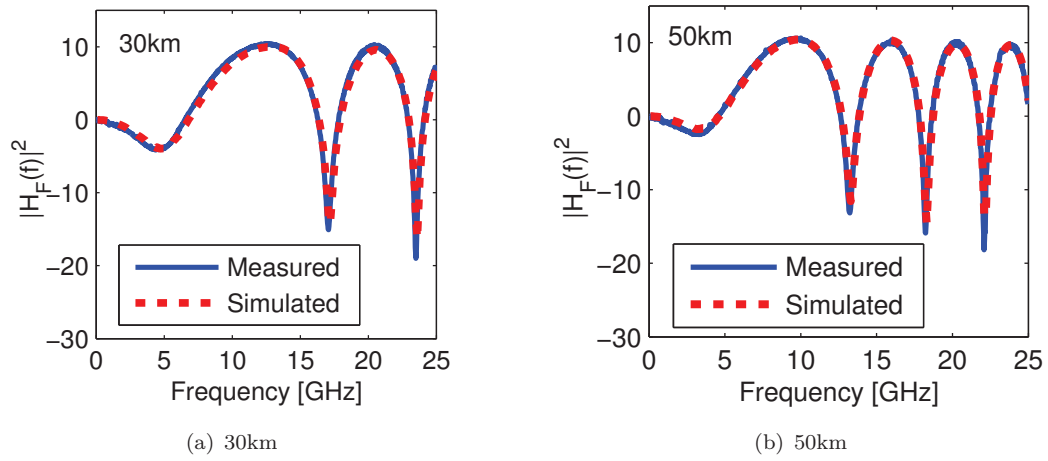 30km
|H_F(f)|^2
10
0
−10
−20
−30
Measured
Simulated
0 5 10 15 20 25
Frequency [GHz]
(a) 30km
50km
|H_F(f)|^2
10
0
−10
−20
−30
Measured
Simulated
0 5 10 15 20 25
Frequency [GHz]
(b) 50km